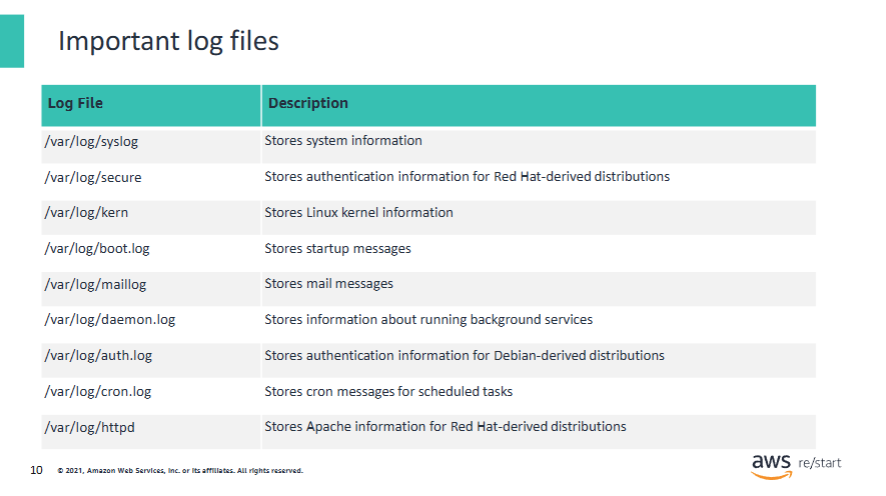 Important log files
Log File Description
/var/log/syslog Stores system information
/var/log/secure Stores authentication information for Red Hat-derived distributions
/var/log/kern Stores Linux kernel information
/var/log/boot.log Stores startup messages
/var/log/maillog Stores mail messages
/var/log/daemon.log Stores information about running background services
/var/log/auth.log Stores authentication information for Debian-derived distributions
/var/log/cron.log Stores cron messages for scheduled tasks
/var/log/httpd Stores Apache information for Red Hat-derived distributions
10 © 2021, Amazon Web Services, Inc. or its affiliates. All rights reserved.
aws re/start